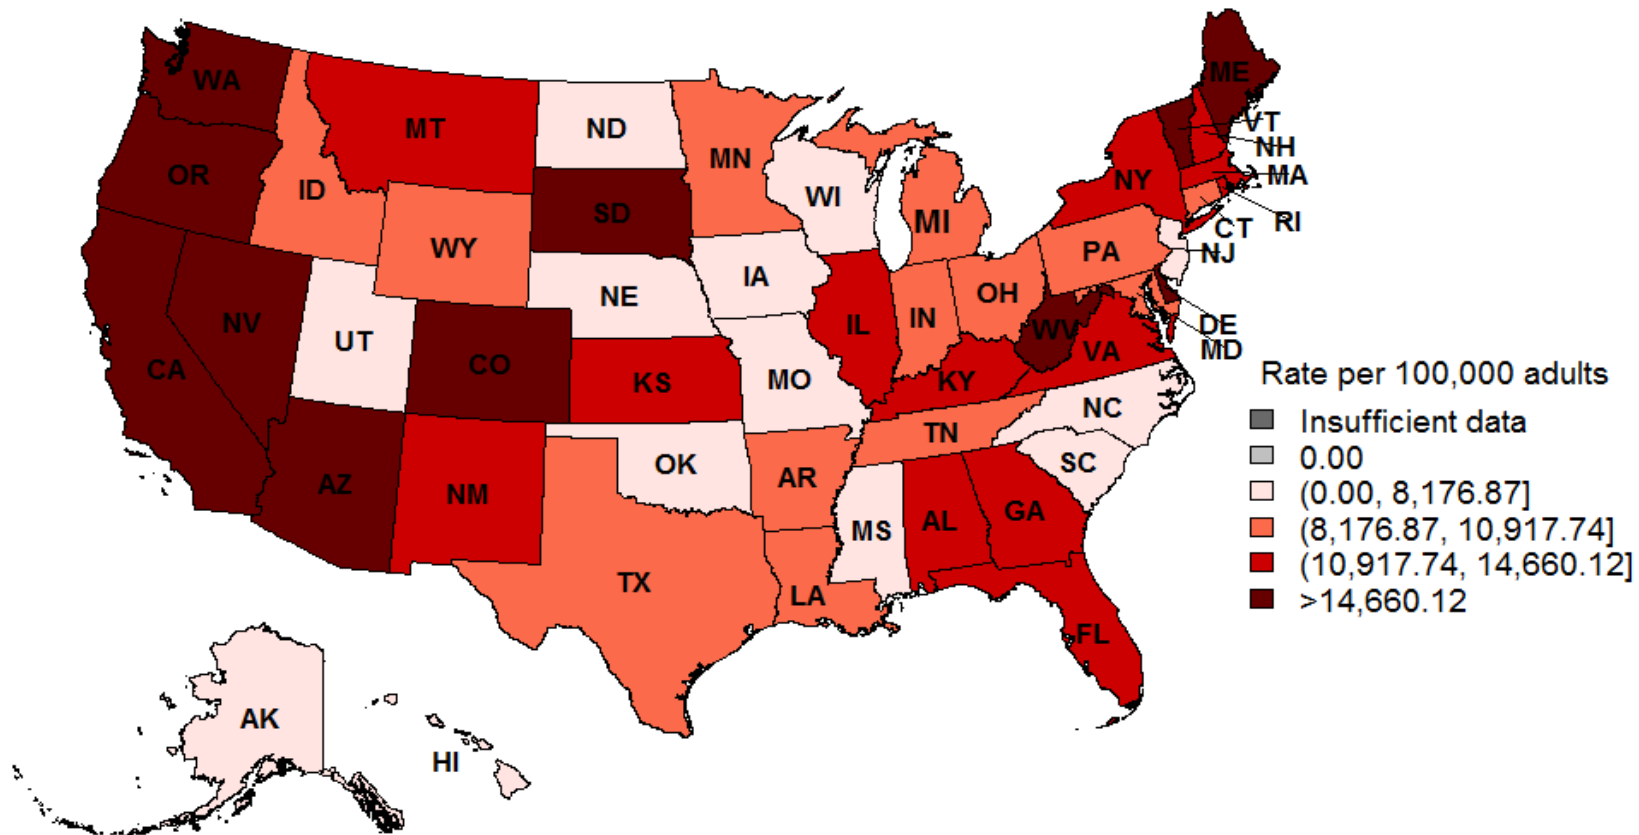 WA
MT
ND
MN
ME
VT
NH
MA
RI
CT
NJ
OR
ID
SD
WI
NY
WY
MI
PA
NE
IA
OH
NV
UT
CO
IL
IN
WV
VA
DE
MD
CA
KS
MO
KY
NC
TN
SC
AZ
NM
OK
AR
MS
AL
GA
TX
LA
FL
AK
HI
Rate per 100,000 adults
Insufficient data
0.00
(0.00, 8,176.87]
(8,176.87, 10,917.74]
(10,917.74, 14,660.12]
>14,660.12